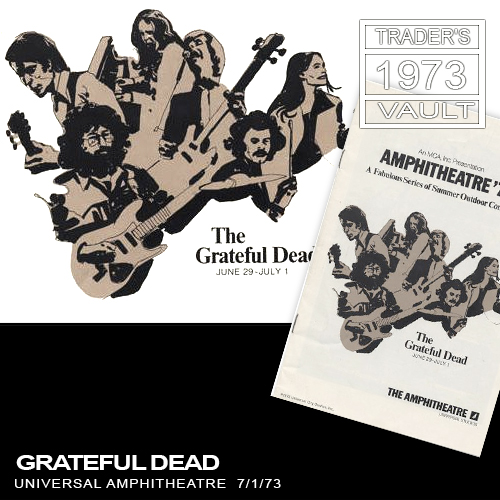 TRADER'S
1973
VAULT
The
Grateful Dead
JUNE 29-JULY 1
An MCA Inc. Presentation
AMPHITHEATRE '7
A Fabulous Series of Summer Outdoor Co
The
Grateful Dead
JUNE 29-JULY 1
THE AMPHITHEATRE
UNIVERSAL STUDIOS
GRATEFUL DEAD
UNIVERSAL AMPHITHEATRE 7/1/73